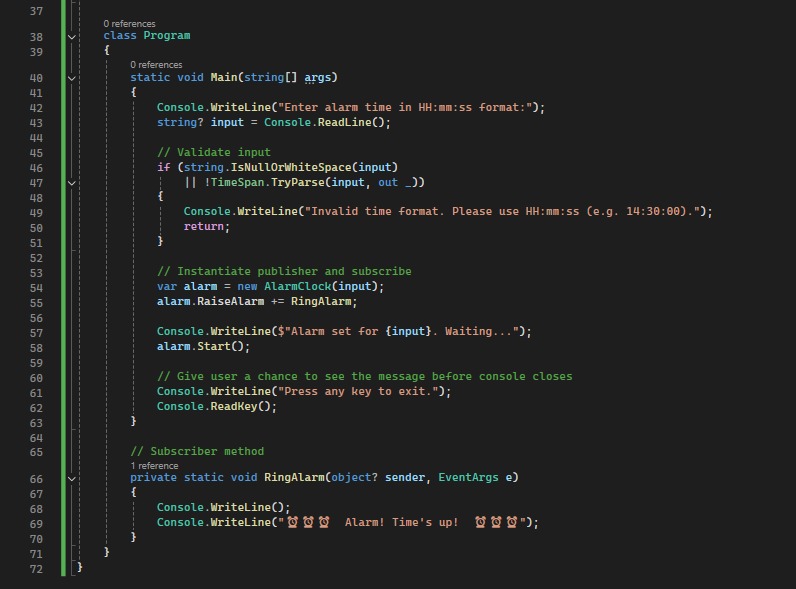 37
0 references
38 class Program
39 {
0 references
40 static void Main(string[] args)
41 {
42 Console.WriteLine("Enter alarm time in HH:mm:ss format:");
43 string? input = Console.ReadLine();
44
45 // Validate input
46 if (string.IsNullOrWhiteSpace(input)
47 || !TimeSpan.TryParse(input, out _))
48 {
49 Console.WriteLine("Invalid time format. Please use HH:mm:ss (e.g. 14:30:00).");
50 return;
51 }
52
53 // Instantiate publisher and subscribe
54 var alarm = new AlarmClock(input);
55 alarm.RaiseAlarm += RingAlarm;
56
57 Console.WriteLine($"Alarm set for {input}. Waiting...");
58 alarm.Start();
59
60 // Give user a chance to see the message before console closes
61 Console.WriteLine("Press any key to exit.");
62 Console.ReadKey();
63 }
64
65 // Subscriber method
1 reference
66 private static void RingAlarm(object? sender, EventArgs e)
67 {
68 Console.WriteLine();
69 Console.WriteLine("⏰⏰⏰ Alarm! Time's up! ⏰⏰⏰");
70 }
71 }
72 }